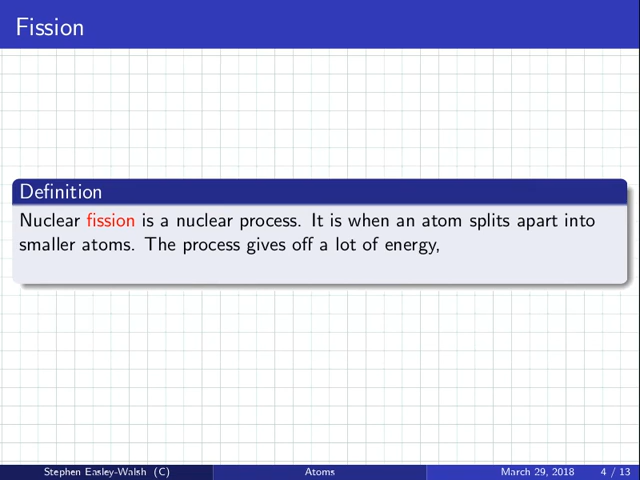 Fission
Definition
Nuclear fission is a nuclear process. It is when an atom splits apart into
smaller atoms. The process gives off a lot of energy,
Stephen Easley-Walsh (C) Atoms March 29, 2018 4 / 13